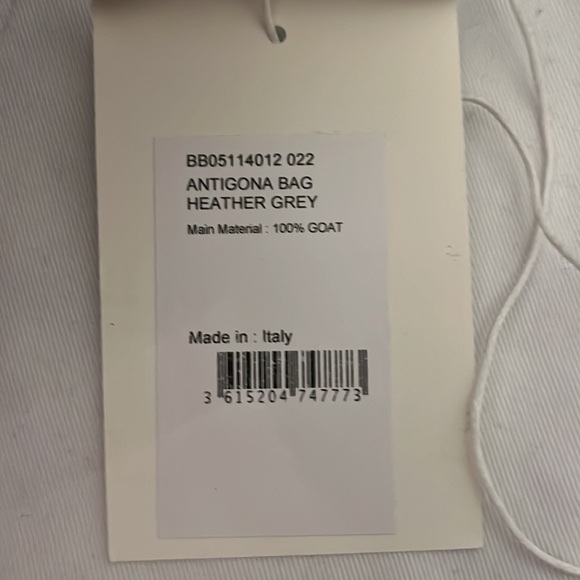 BB05114012 022
ANTIGONA BAG
HEATHER GREY
Main Material : 100% GOAT
Made in : Italy
3 615204 747773